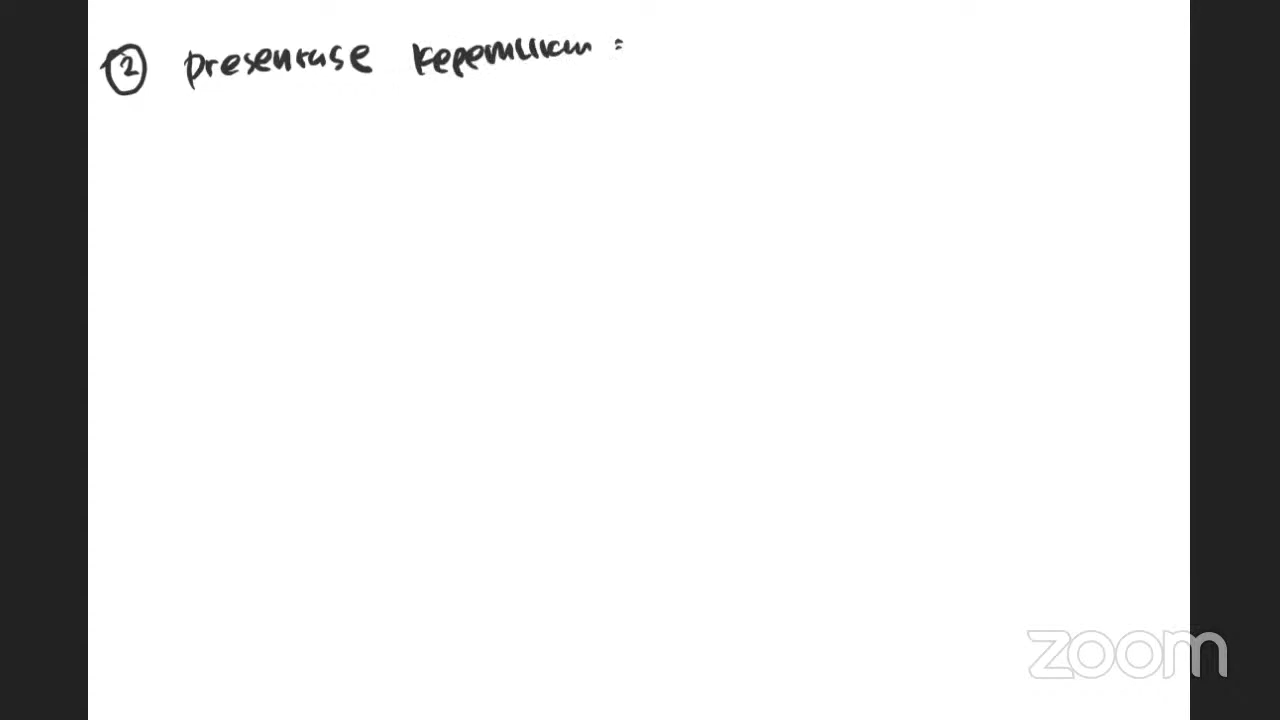 ② presentase kepemilikan =
zoom